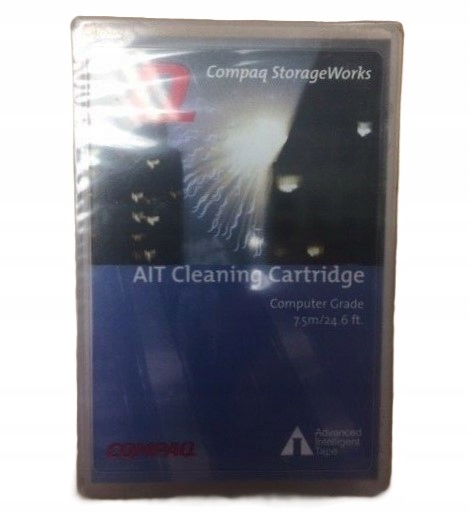 Compaq StorageWorks
AIT Cleaning Cartridge
Computer Grade
7.5m/24.6 ft.
COMPAQ
Advanced
Intelligent
Tape